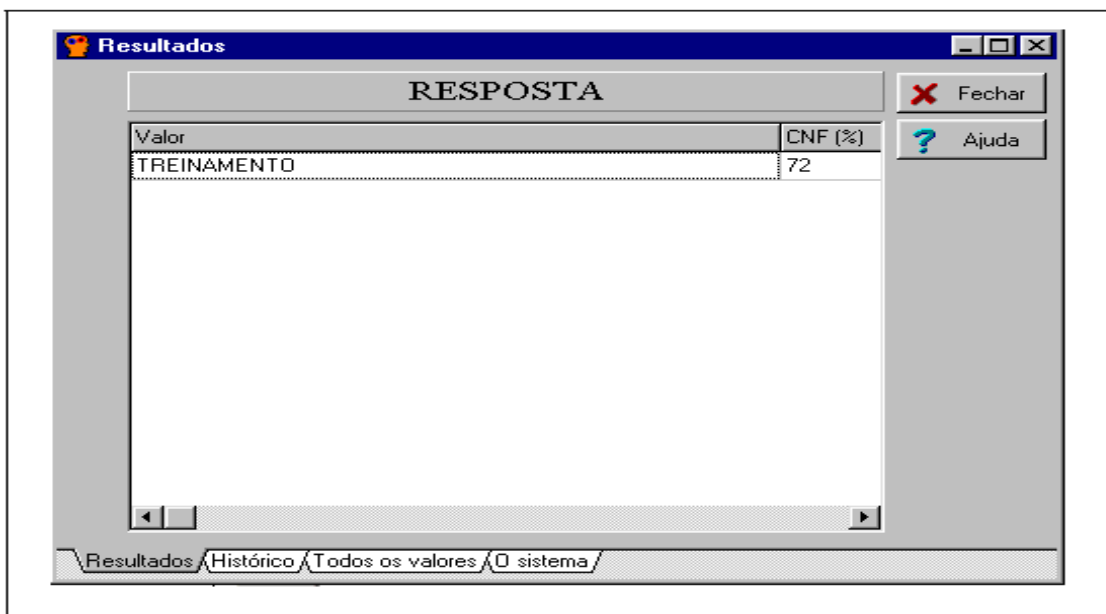 Resultados
RESPOSTA
Fechar
Valor CNF (%)
Ajuda
TREINAMENTO 72
Resultados Histórico Todos os valores O sistema